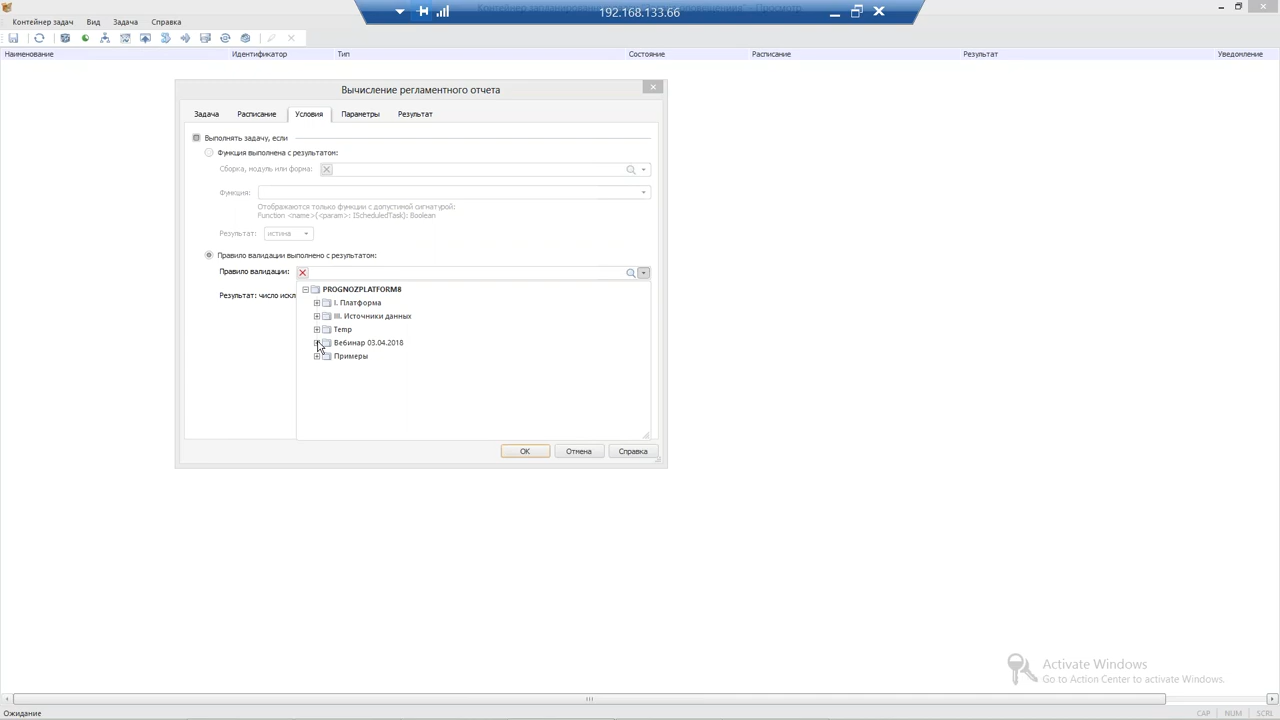 192.168.133.66
Контейнер задач Вид Задача Справка
Наименование Идентификатор Тип Состояние Расписание Результат Уведомление
Вычисление регламентного отчета
Задача Расписание Условия Параметры Результат
Выполнять задачу, если
Функция выполнена с результатом:
Сборка, модуль или форма:
Функция:
Отображаются только функции с допустимой сигнатурой:
Function <name>(<param>: IScheduledTask): Boolean
Результат: истина
Правило валидации выполнено с результатом:
Правило валидации:
PROGNOZPLATFORM8
Результат: число искл
I. Платформа
III. Источники данных
Temp
Вебинар 03.04.2018
Примеры
ОК Отмена Справка
Activate Windows
Go to Action Center to activate Windows.
Ожидание CAP NUM SCRL